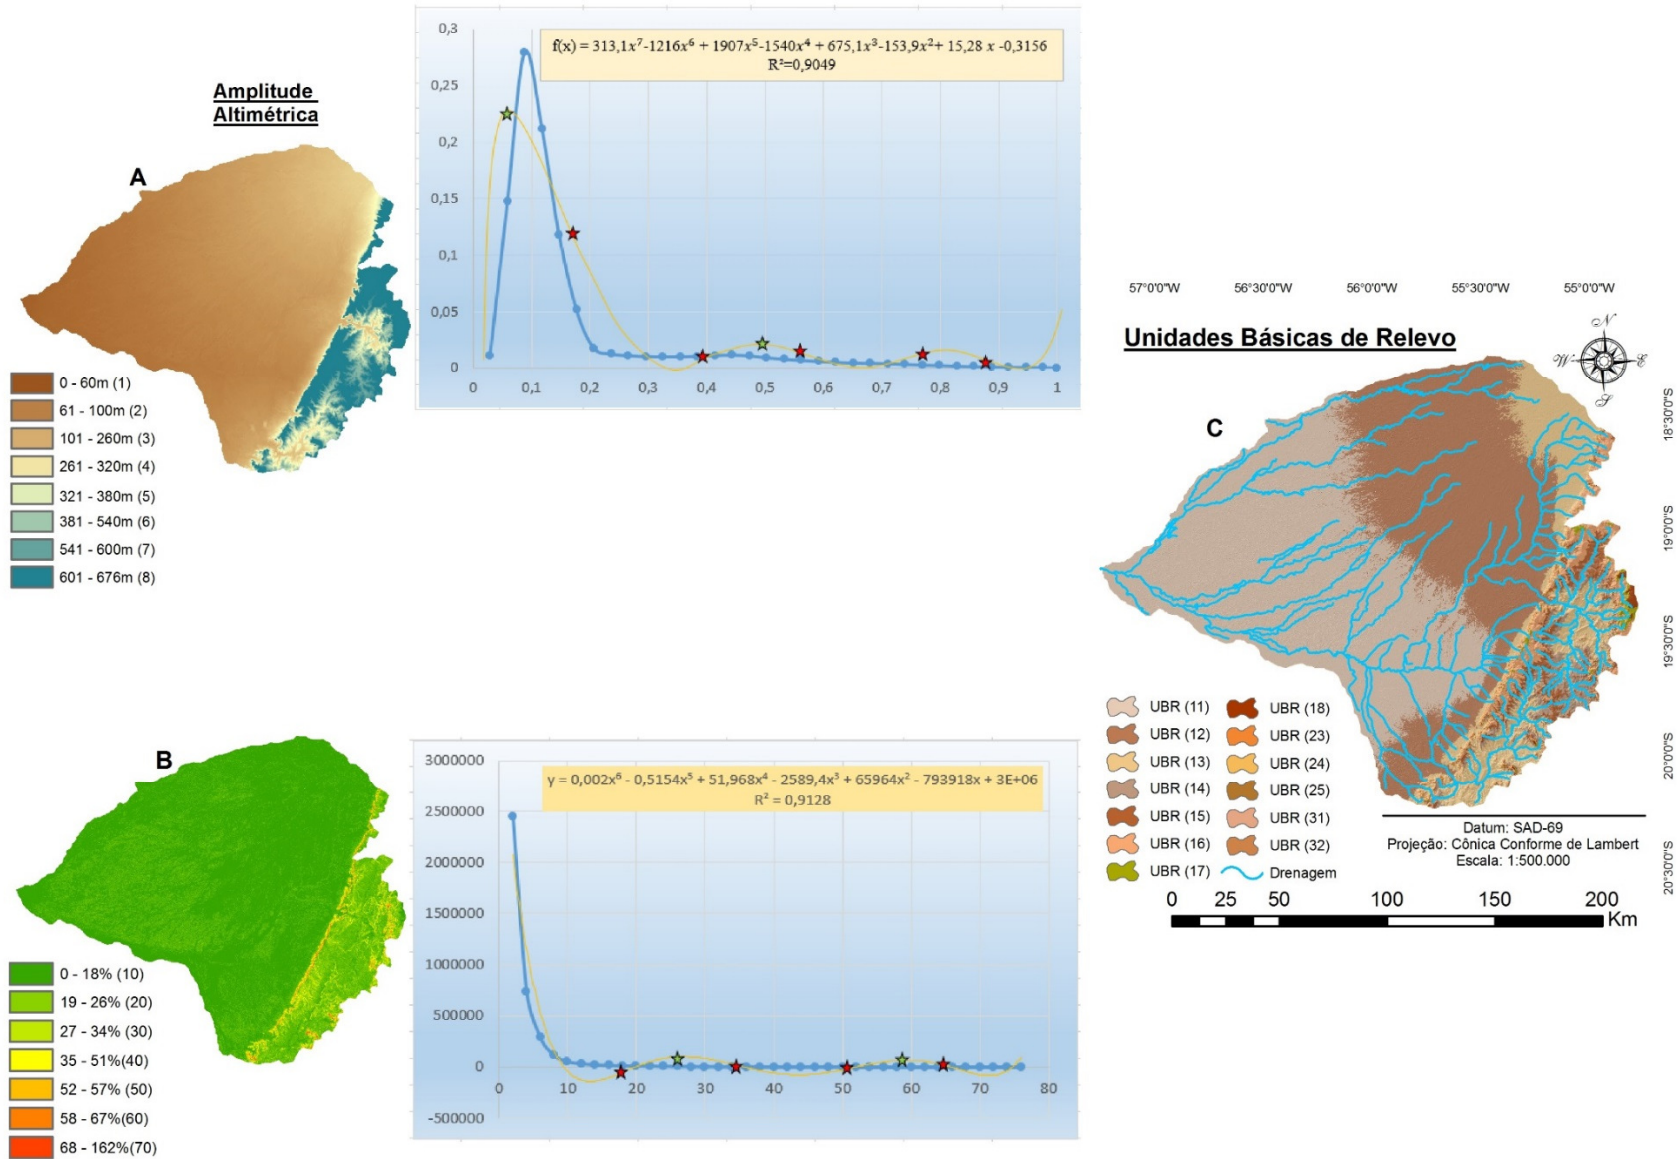 Amplitude
Altimétrica
A
0 - 60m (1)
61 - 100m (2)
101 - 260m (3)
261 - 320m (4)
321 - 380m (5)
381 - 540m (6)
541 - 600m (7)
601 - 676m (8)
f(x) = 313,1x⁷-1216x⁶ + 1907x⁵-1540x⁴ + 675,1x³-153,9x²+ 15,28 x -0,3156
R²=0,9049
0,3
0,25
0,2
0,15
0,1
0,05
0
0 0,1 0,2 0,3 0,4 0,5 0,6 0,7 0,8 0,9 1
B
0 - 18% (10)
19 - 26% (20)
27 - 34% (30)
35 - 51%(40)
52 - 57% (50)
58 - 67%(60)
68 - 162%(70)
y = 0,002x⁶ - 0,5154x⁵ + 51,968x⁴ - 2589,4x³ + 65964x² - 793918x + 3E+06
R² = 0,9128
3000000
2500000
2000000
1500000
1000000
500000
0
-500000
0 10 20 30 40 50 60 70 80
57°0'0"W 56°30'0"W 56°0'0"W 55°30'0"W 55°0'0"W
Unidades Básicas de Relevo
N
W E
S
C
18°30'0"S
19°0'0"S
19°30'0"S
20°0'0"S
20°30'0"S
UBR (11) UBR (18)
UBR (12) UBR (23)
UBR (13) UBR (24)
UBR (14) UBR (25)
UBR (15) UBR (31)
UBR (16) UBR (32)
UBR (17) Drenagem
Datum: SAD-69
Projeção: Cônica Conforme de Lambert
Escala: 1:500.000
0 25 50 100 150 200
Km